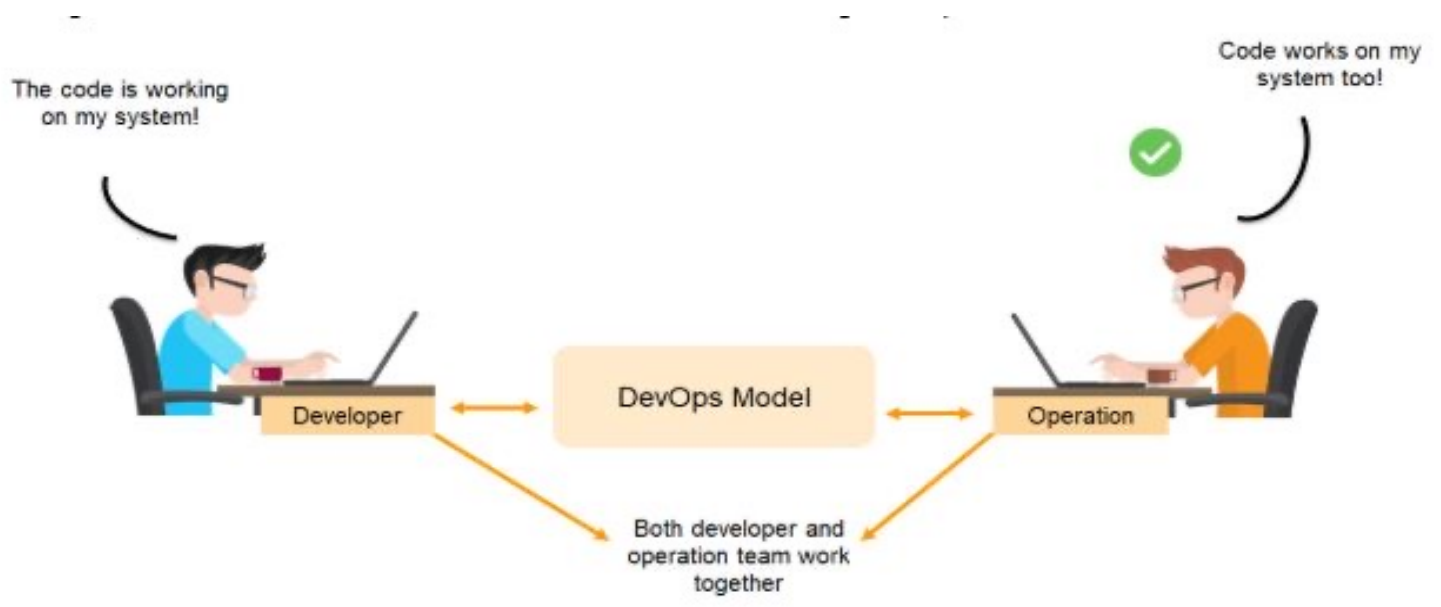 The code is working
on my system!
Code works on my
system too!
Developer
DevOps Model
Operation
Both developer and
operation team work
together